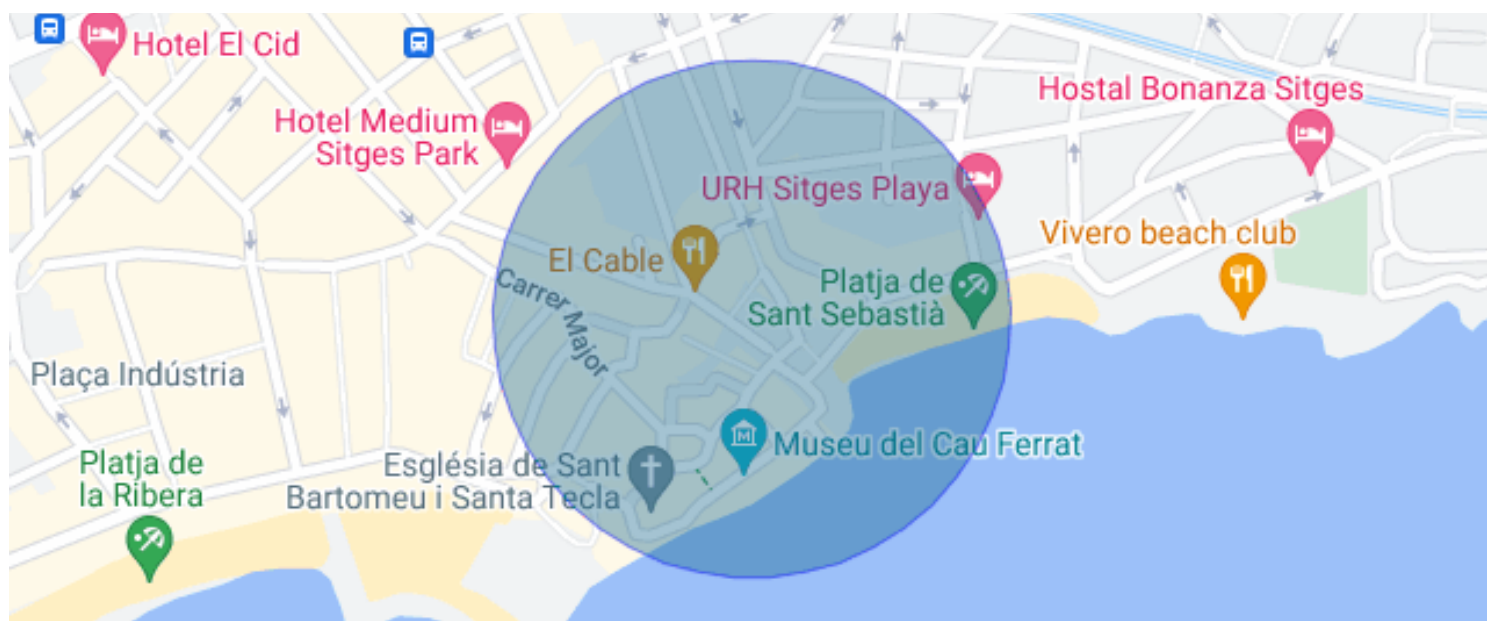 Hotel El Cid
Hotel Medium
Sitges Park
Hostal Bonanza Sitges
URH Sitges Playa
Vivero beach club
El Cable
Platja de
Sant Sebastià
Carrer Major
Plaça Indústria
Museu del Cau Ferrat
M
Platja de
la Ribera
Església de Sant
Bartomeu i Santa Tecla